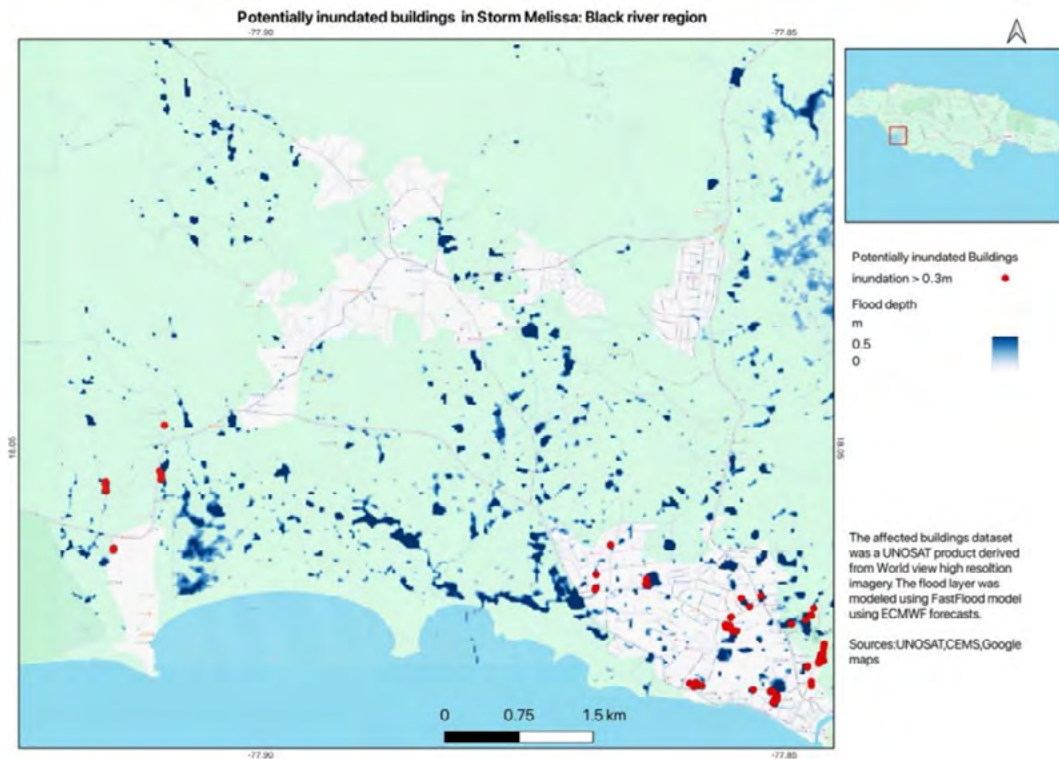 Potentially inundated buildings in Storm Melissa: Black river region
-77.90
-77.85
18.05
18.05
Potentially inundated Buildings
inundation > 0.3m
Flood depth
m
0.5
0
The affected buildings dataset
was a UNOSAT product derived
from World view high resoltion
imagery. The flood layer was
modeled using FastFlood model
using ECMWF forecasts.
Sources:UNOSAT,CEMS,Google
maps
0 0.75 1.5 km
-77.90
-77.85